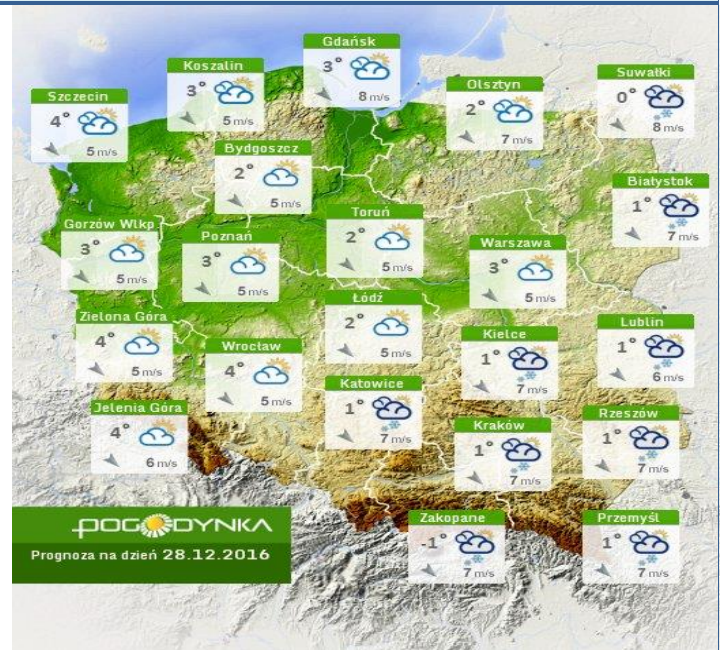 Gdańsk
3°
8 m/s
Koszalin
3°
5 m/s
Suwałki
0°
8 m/s
Olsztyn
2°
7 m/s
Szczecin
4°
5 m/s
Bydgoszcz
2°
5 m/s
Białystok
1°
7 m/s
Toruń
2°
5 m/s
Gorzów Wlkp
3°
5 m/s
Poznań
3°
5 m/s
Warszawa
3°
5 m/s
Łódź
2°
5 m/s
Zielona Góra
4°
5 m/s
Lublin
1°
6 m/s
Kielce
1°
7 m/s
Wrocław
4°
5 m/s
Katowice
1°
7 m/s
Jelenia Góra
4°
6 m/s
Rzeszów
1°
7 m/s
Kraków
1°
7 m/s
Zakopane
-1°
7 m/s
Przemyśl
1°
7 m/s
POGODYNKA
Prognoza na dzień 28.12.2016